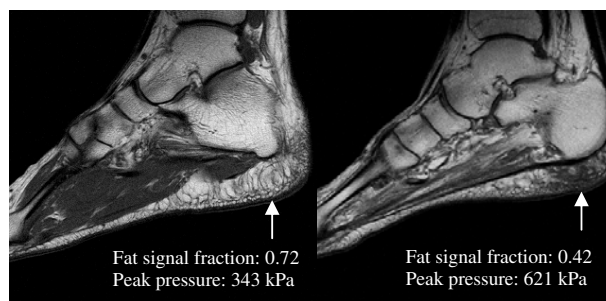 Fat signal fraction: 0.72
Peak pressure: 343 kPa
Fat signal fraction: 0.42
Peak pressure: 621 kPa